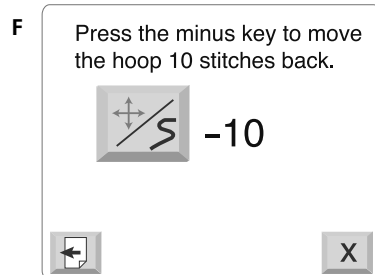 F
Press the minus key to move
the hoop 10 stitches back.
S
-10
X